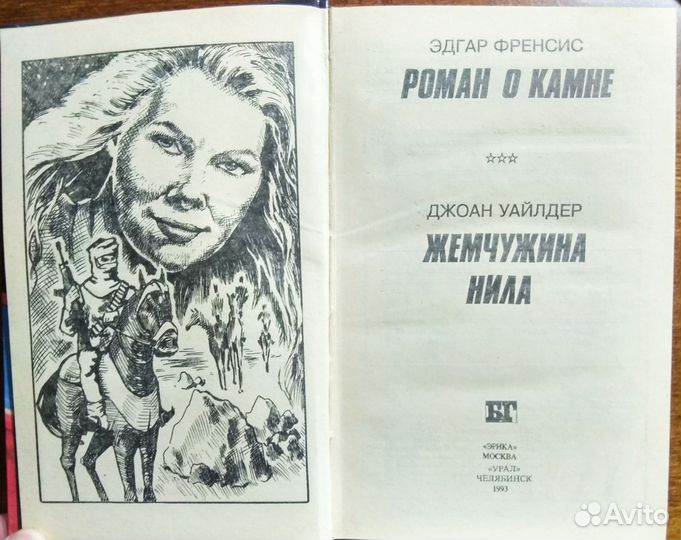 ЭДГАР ФРЕНСИС
РОМАН О КАМНЕ
☆☆☆
ДЖОАН УАЙЛДЕР
ЖЕМЧУЖИНА
НИЛА
БГ
«ЭРИКА»
МОСКВА
«УРАЛ»
ЧЕЛЯБИНСК
1993
Avito